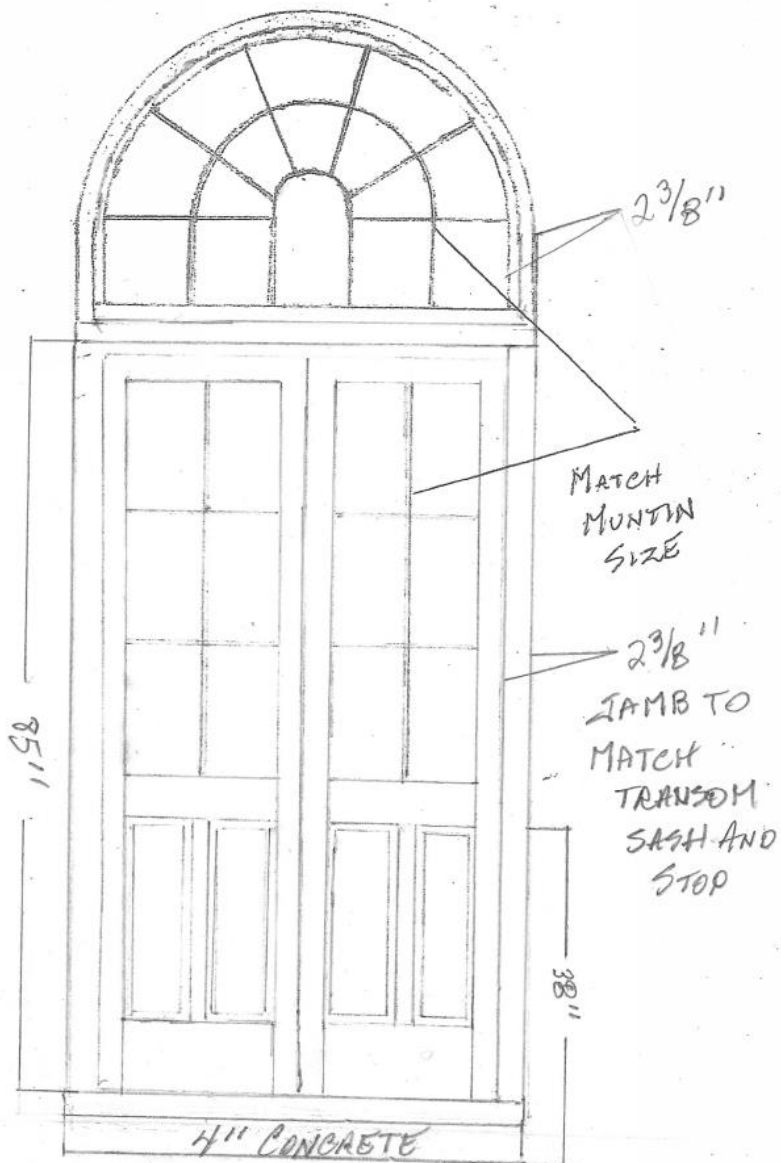 2 3/8"
MATCH
MUNTIN
SIZE
2 3/8"
JAMB TO
MATCH
TRANSOM
SASH AND
STOP
85"
38"
4" CONCRETE